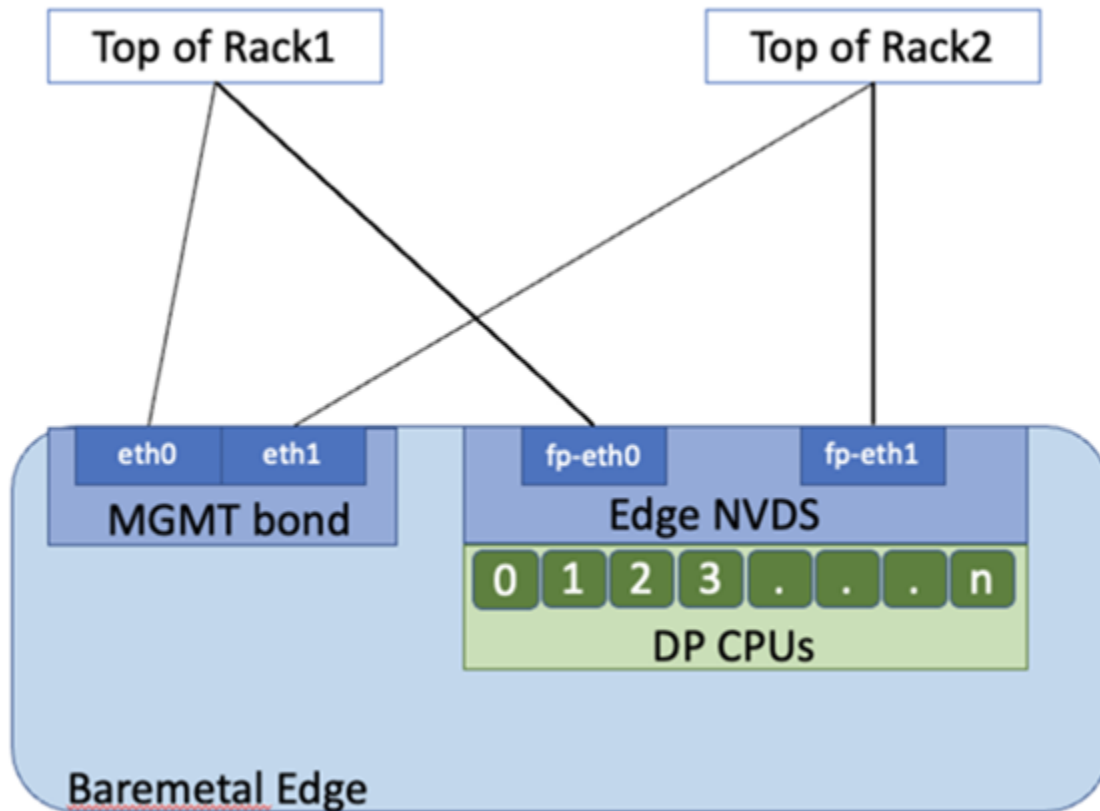 Top of Rack1
Top of Rack2
eth0
eth1
fp-eth0
fp-eth1
MGMT bond
Edge NVDS
0 1 2 3 . . . n
DP CPUs
Baremetal Edge